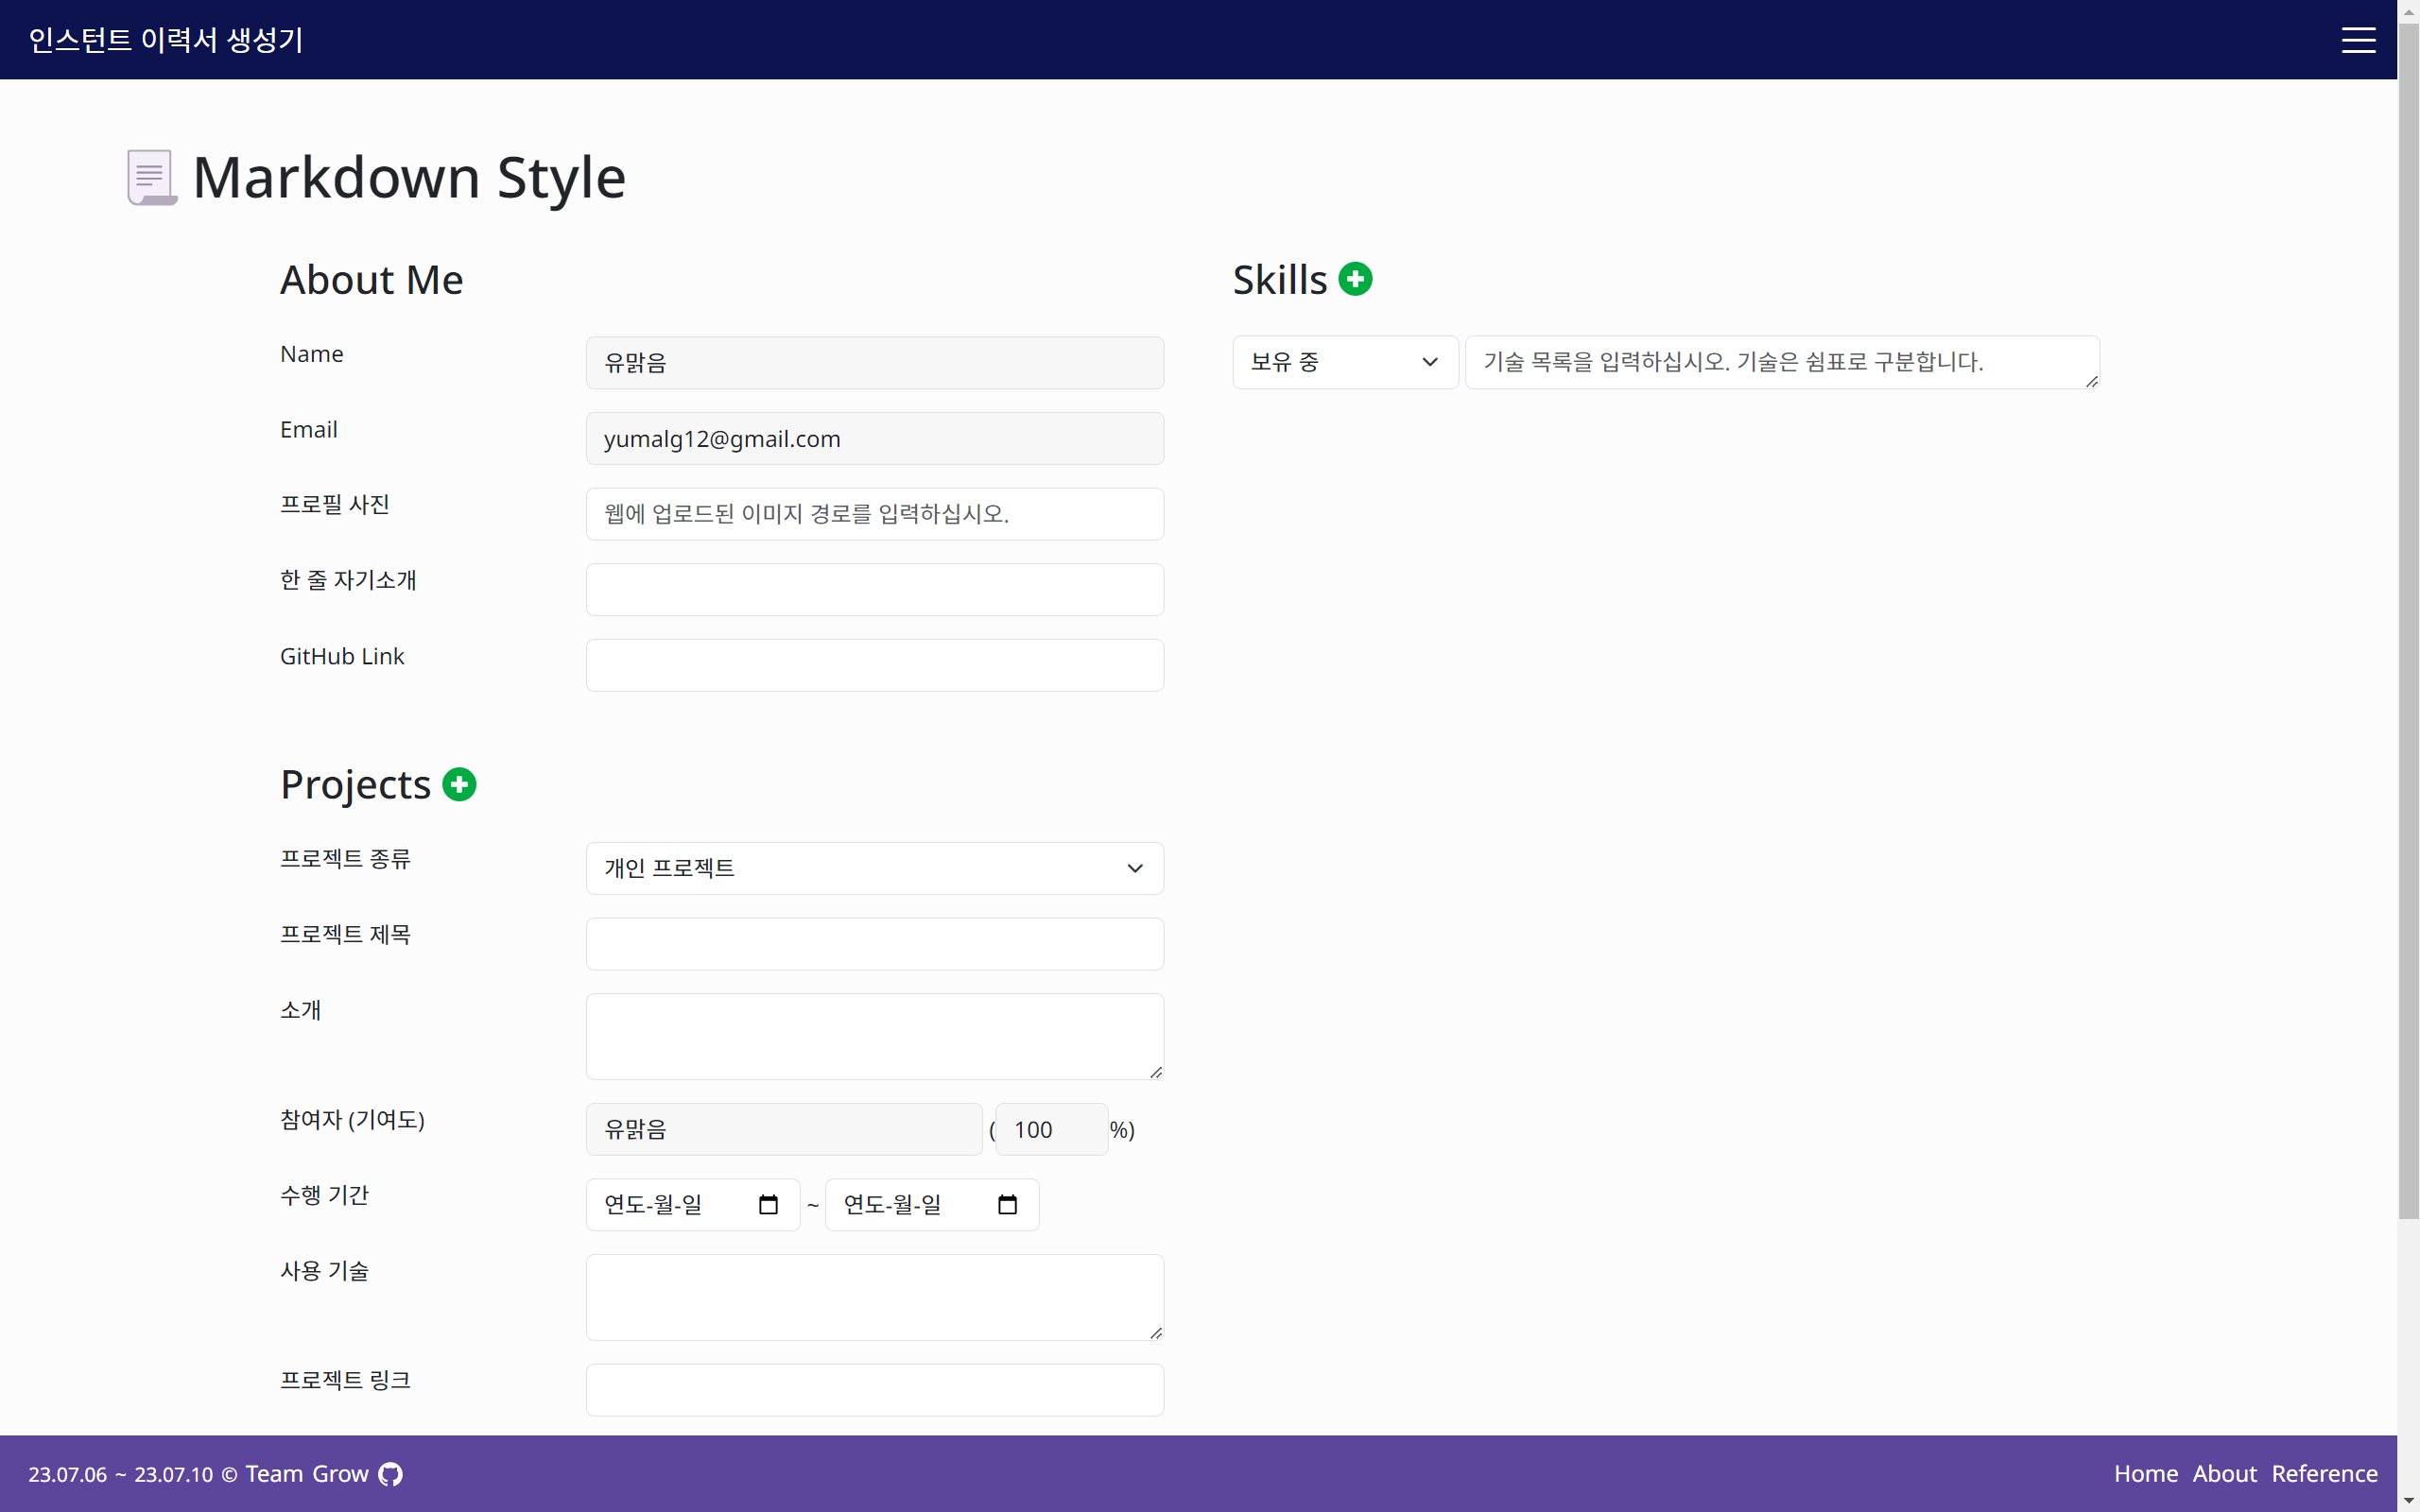 인스턴트 이력서 생성기
Markdown Style
About Me
Name
유맑음
Email
yumalg12@gmail.com
프로필 사진
웹에 업로드된 이미지 경로를 입력하십시오.
한 줄 자기소개
GitHub Link
Skills
보유 중
기술 목록을 입력하십시오. 기술은 쉼표로 구분합니다.
Projects
프로젝트 종류
개인 프로젝트
프로젝트 제목
소개
참여자 (기여도)
유맑음 (100%)
수행 기간
연도-월-일 ~ 연도-월-일
사용 기술
프로젝트 링크
23.07.06 ~ 23.07.10 © Team Grow
Home About Reference